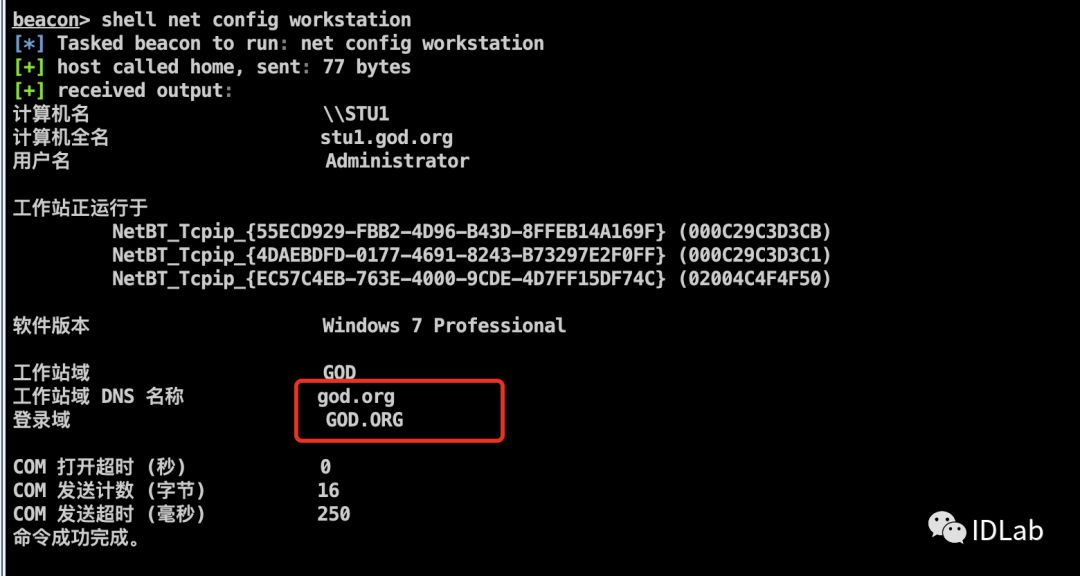 beacon> shell net config workstation
[*] Tasked beacon to run: net config workstation
[+] host called home, sent: 77 bytes
[+] received output:
计算机名                     \\STU1
计算机全名                   stu1.god.org
用户名                       Administrator
工作站正运行于
NetBT_Tcpip_{55ECD929-FBB2-4D96-B43D-8FFEB14A169F} (000C29C3D3CB)
NetBT_Tcpip_{4DAEBDFD-0177-4691-8243-B73297E2F0FF} (000C29C3D3C1)
NetBT_Tcpip_{EC57C4EB-763E-4000-9CDE-4D7FF15DF74C} (02004C4F4F50)
软件版本                     Windows 7 Professional
工作站域                     GOD
工作站域 DNS 名称            god.org
登录域                       GOD.ORG
COM 打开超时 (秒)            0
COM 发送计数 (字节)          16
COM 发送超时 (毫秒)          250
命令成功完成。
IDLab